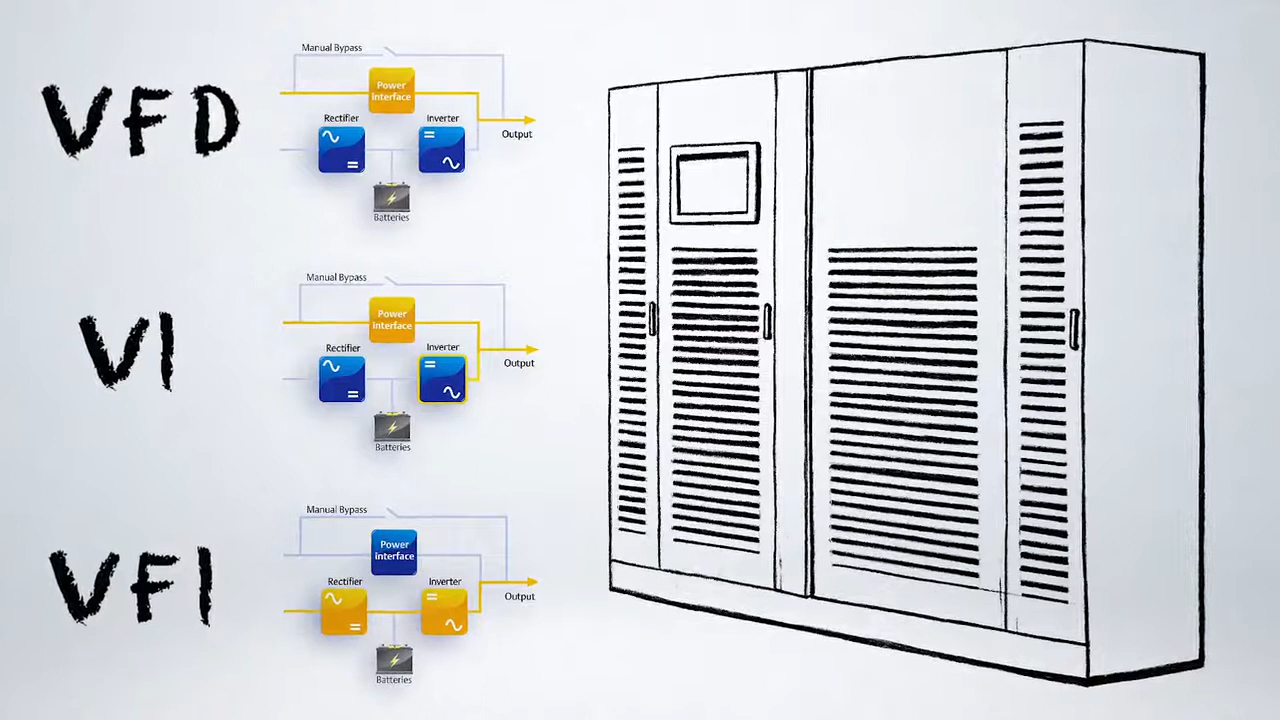 VFD
Manual Bypass
Power
interface
Rectifier
Inverter
Output
Batteries
VI
Manual Bypass
Power
interface
Rectifier
Inverter
Output
Batteries
VFI
Manual Bypass
Power
interface
Rectifier
Inverter
Output
Batteries